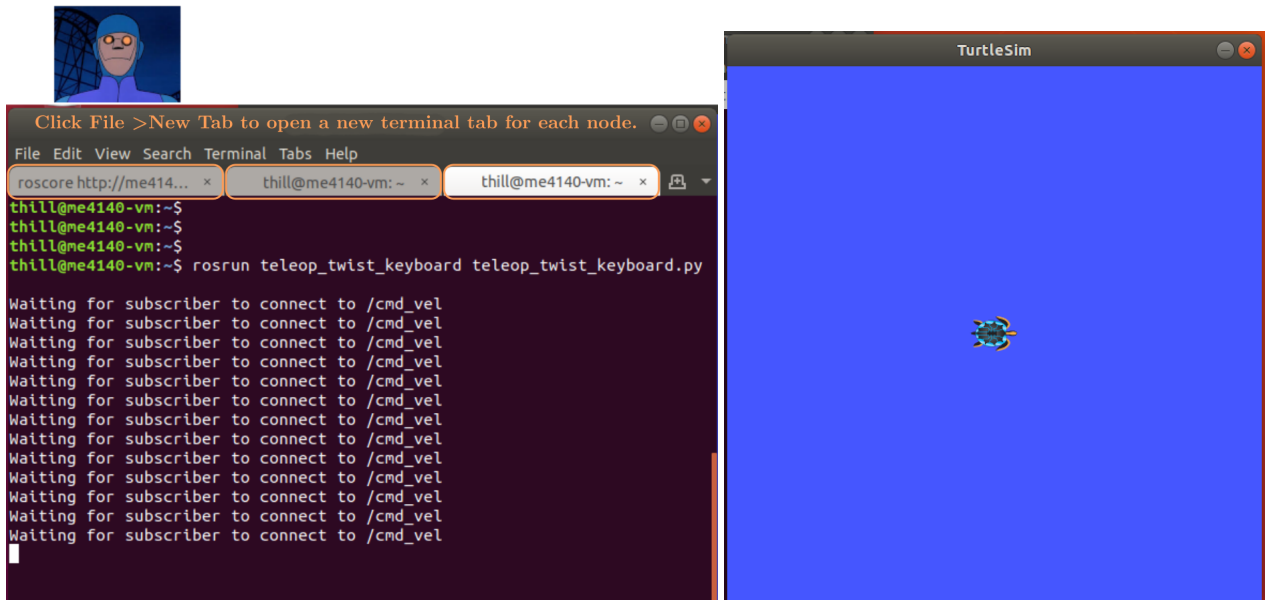 Click File >New Tab to open a new terminal tab for each node.
File Edit View Search Terminal Tabs Help
roscore http://me414... × thill@me4140-vm: ~ × thill@me4140-vm: ~ ×
thill@me4140-vm:~$
thill@me4140-vm:~$
thill@me4140-vm:~$
thill@me4140-vm:~$ rosrun teleop_twist_keyboard teleop_twist_keyboard.py
Waiting for subscriber to connect to /cmd_vel
Waiting for subscriber to connect to /cmd_vel
Waiting for subscriber to connect to /cmd_vel
Waiting for subscriber to connect to /cmd_vel
Waiting for subscriber to connect to /cmd_vel
Waiting for subscriber to connect to /cmd_vel
Waiting for subscriber to connect to /cmd_vel
Waiting for subscriber to connect to /cmd_vel
Waiting for subscriber to connect to /cmd_vel
Waiting for subscriber to connect to /cmd_vel
Waiting for subscriber to connect to /cmd_vel
Waiting for subscriber to connect to /cmd_vel
Waiting for subscriber to connect to /cmd_vel
TurtleSim